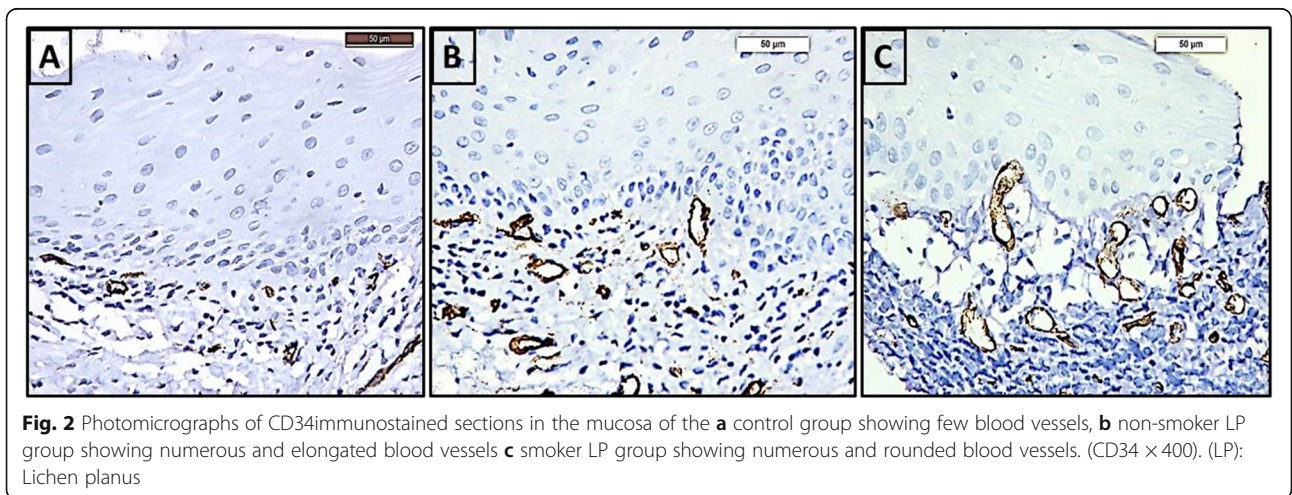 A
50 µm
B
50 µm
C
50 µm
Fig. 2 Photomicrographs of CD34immunostained sections in the mucosa of the a control group showing few blood vessels, b non-smoker LP
group showing numerous and elongated blood vessels c smoker LP group showing numerous and rounded blood vessels. (CD34 × 400). (LP):
Lichen planus